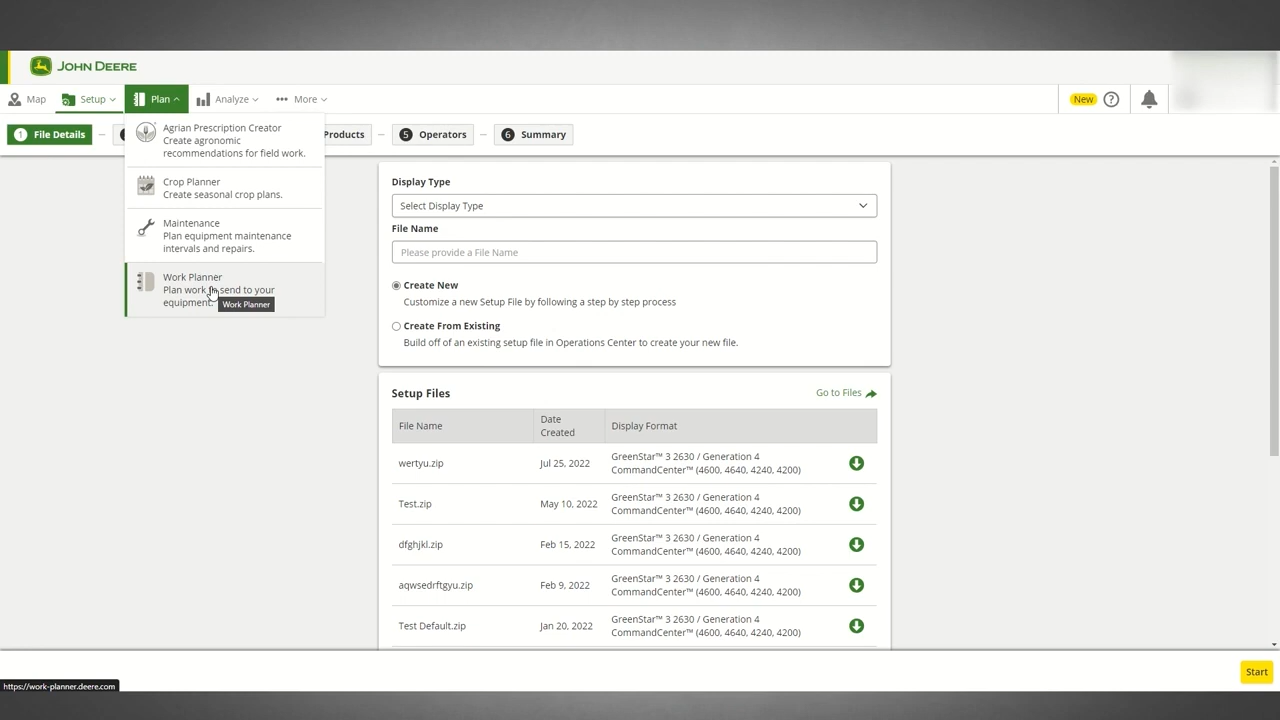 JOHN DEERE
Map
Setup
Plan
Analyze
More
New
1 File Details
Products
5 Operators
6 Summary
Agrian Prescription Creator
Create agronomic
recommendations for field work.
Crop Planner
Create seasonal crop plans.
Maintenance
Plan equipment maintenance
intervals and repairs.
Work Planner
Plan work send to your
equipment.
Work Planner
Display Type
Select Display Type
File Name
Please provide a File Name
Create New
Customize a new Setup File by following a step by step process
Create From Existing
Build off of an existing setup file in Operations Center to create your new file.
Setup Files
Go to Files
File Name
Date
Created
Display Format
wertyu.zip
Jul 25, 2022
GreenStar™ 3 2630 / Generation 4
CommandCenter™ (4600, 4640, 4240, 4200)
Test.zip
May 10, 2022
GreenStar™ 3 2630 / Generation 4
CommandCenter™ (4600, 4640, 4240, 4200)
dfghjkl.zip
Feb 15, 2022
GreenStar™ 3 2630 / Generation 4
CommandCenter™ (4600, 4640, 4240, 4200)
aqwsedrftgyu.zip
Feb 9, 2022
GreenStar™ 3 2630 / Generation 4
CommandCenter™ (4600, 4640, 4240, 4200)
Test Default.zip
Jan 20, 2022
GreenStar™ 3 2630 / Generation 4
CommandCenter™ (4600, 4640, 4240, 4200)
Start
https://work-planner.deere.com